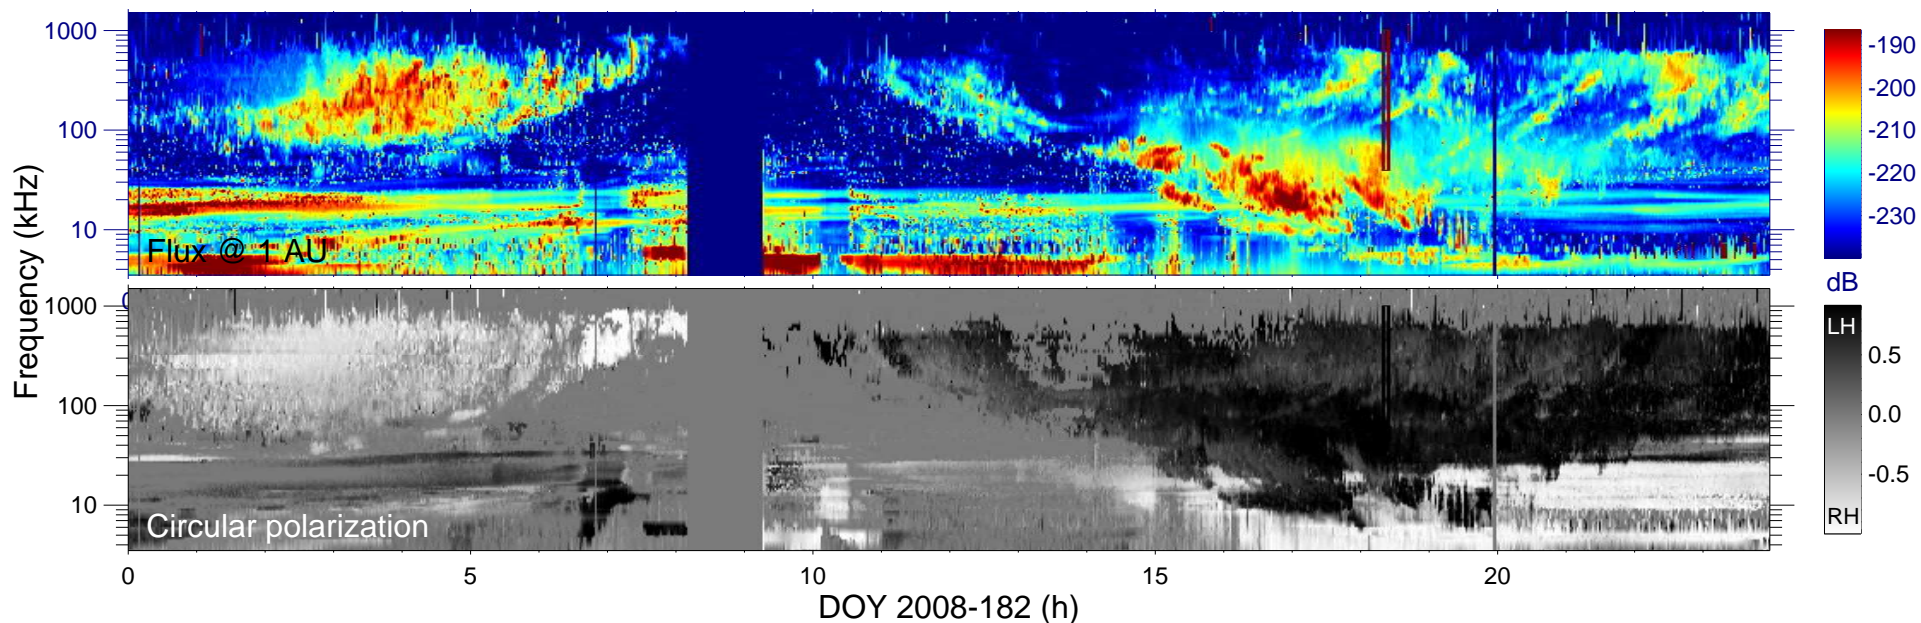 1000
100
10
Flux @ 1 AU
-190
-200
-210
-220
-230
dB
Frequency (kHz)
1000
100
10
Circular polarization
LH
0.5
0.0
-0.5
RH
0 5 10 15 20
DOY 2008-182 (h)